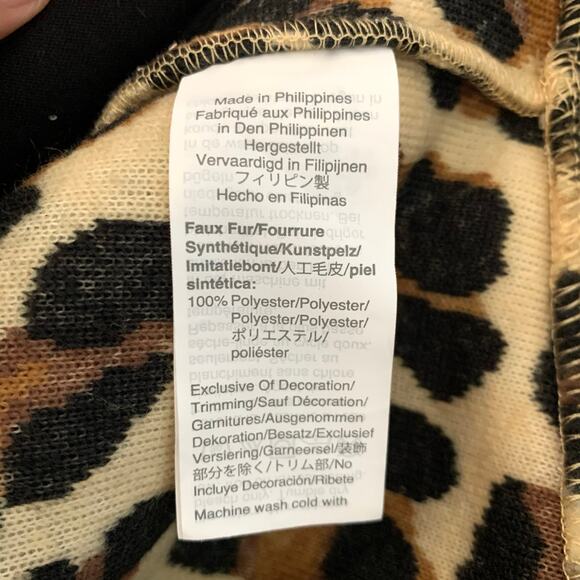 Made in Philippines
Fabriqué aux Philippines
in Den Philippinen
Hergestellt
Vervaardigd in Filipijnen
フィリピン製
Hecho en Filipinas
Faux Fur/Fourrure
Synthétique/Kunstpelz/
Imitatiebont/人工毛皮/piel
sintética:
100% Polyester/Polyester/
Polyester/Polyester/
ポリエステル/
poliéster
Exclusive Of Decoration/
Trimming/Sauf Décoration/
Garnitures/Ausgenommen
Dekoration/Besatz/Exclusief
Versiering/Garneersel/装飾
部分を除く/トリム部/No
Incluye Decoración/Ribete
Machine wash cold with